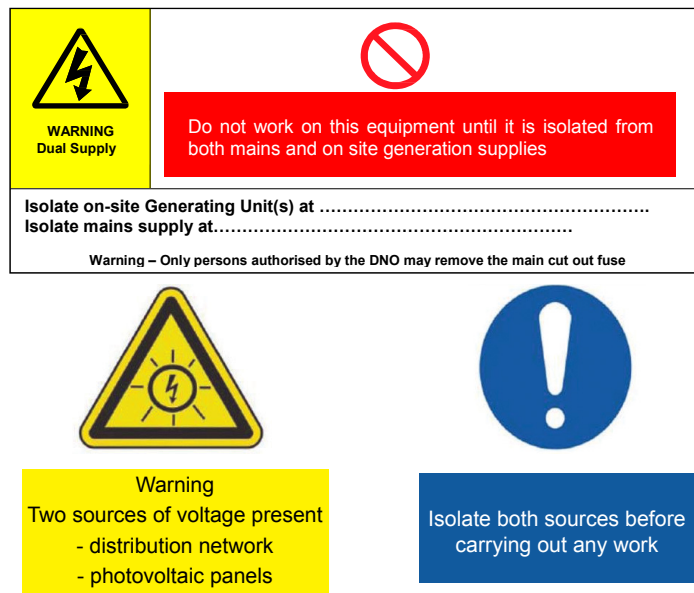 WARNING
Dual Supply
Do not work on this equipment until it is isolated from
both mains and on site generation supplies
Isolate on-site Generating Unit(s) at ……………………………………………………
Isolate mains supply at…………………………………………………………
Warning – Only persons authorised by the DNO may remove the main cut out fuse
Warning
Two sources of voltage present
- distribution network
- photovoltaic panels
Isolate both sources before
carrying out any work